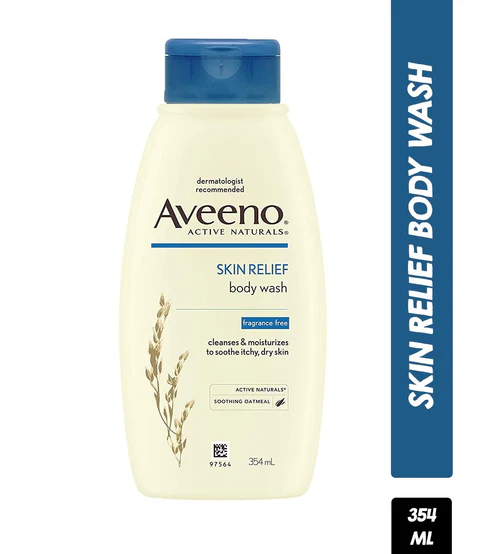 dermatologist
recommended
Aveeno®
ACTIVE NATURALS®
SKIN RELIEF
body wash
fragrance free
cleanses & moisturizes
to soothe itchy, dry skin
ACTIVE NATURALS®
SOOTHING OATMEAL
97564
354 mL
SKIN RELIEF BODY WASH
354
ML